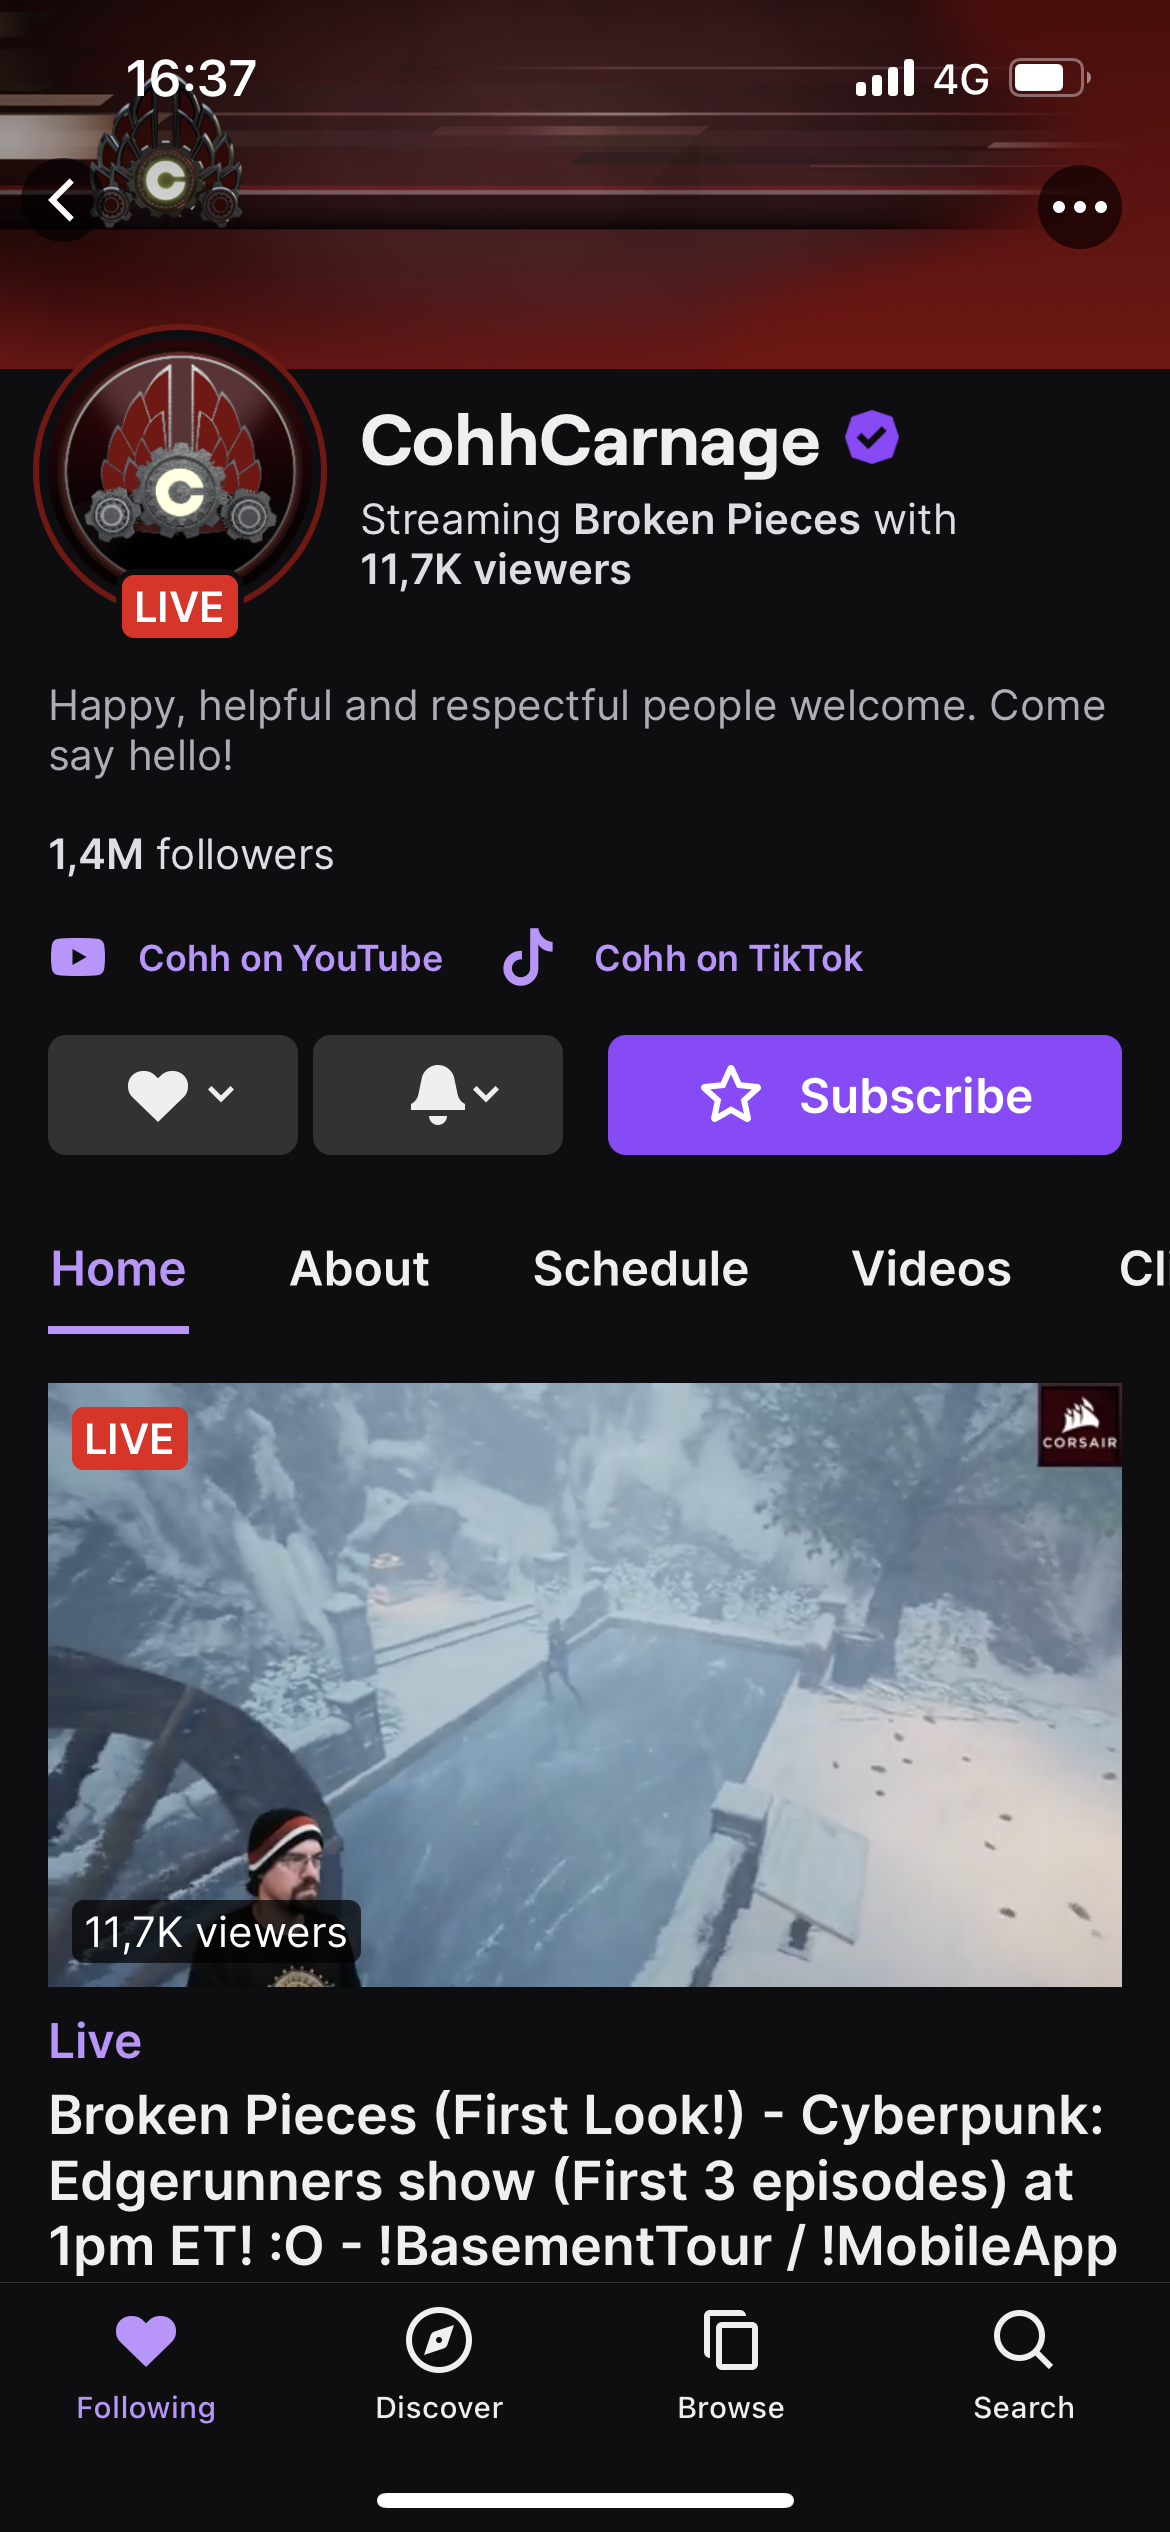 16:37
4G
C
C
CohhCarnage
Streaming Broken Pieces with
11,7K viewers
LIVE
Happy, helpful and respectful people welcome. Come
say hello!
1,4M followers
Cohh on YouTube
Cohh on TikTok
Subscribe
Home
About
Schedule
Videos
Cli
LIVE
CORSAIR
11,7K viewers
Live
Broken Pieces (First Look!) - Cyberpunk:
Edgerunners show (First 3 episodes) at
1pm ET! :O - !BasementTour / !MobileApp
Following
Discover
Browse
Search